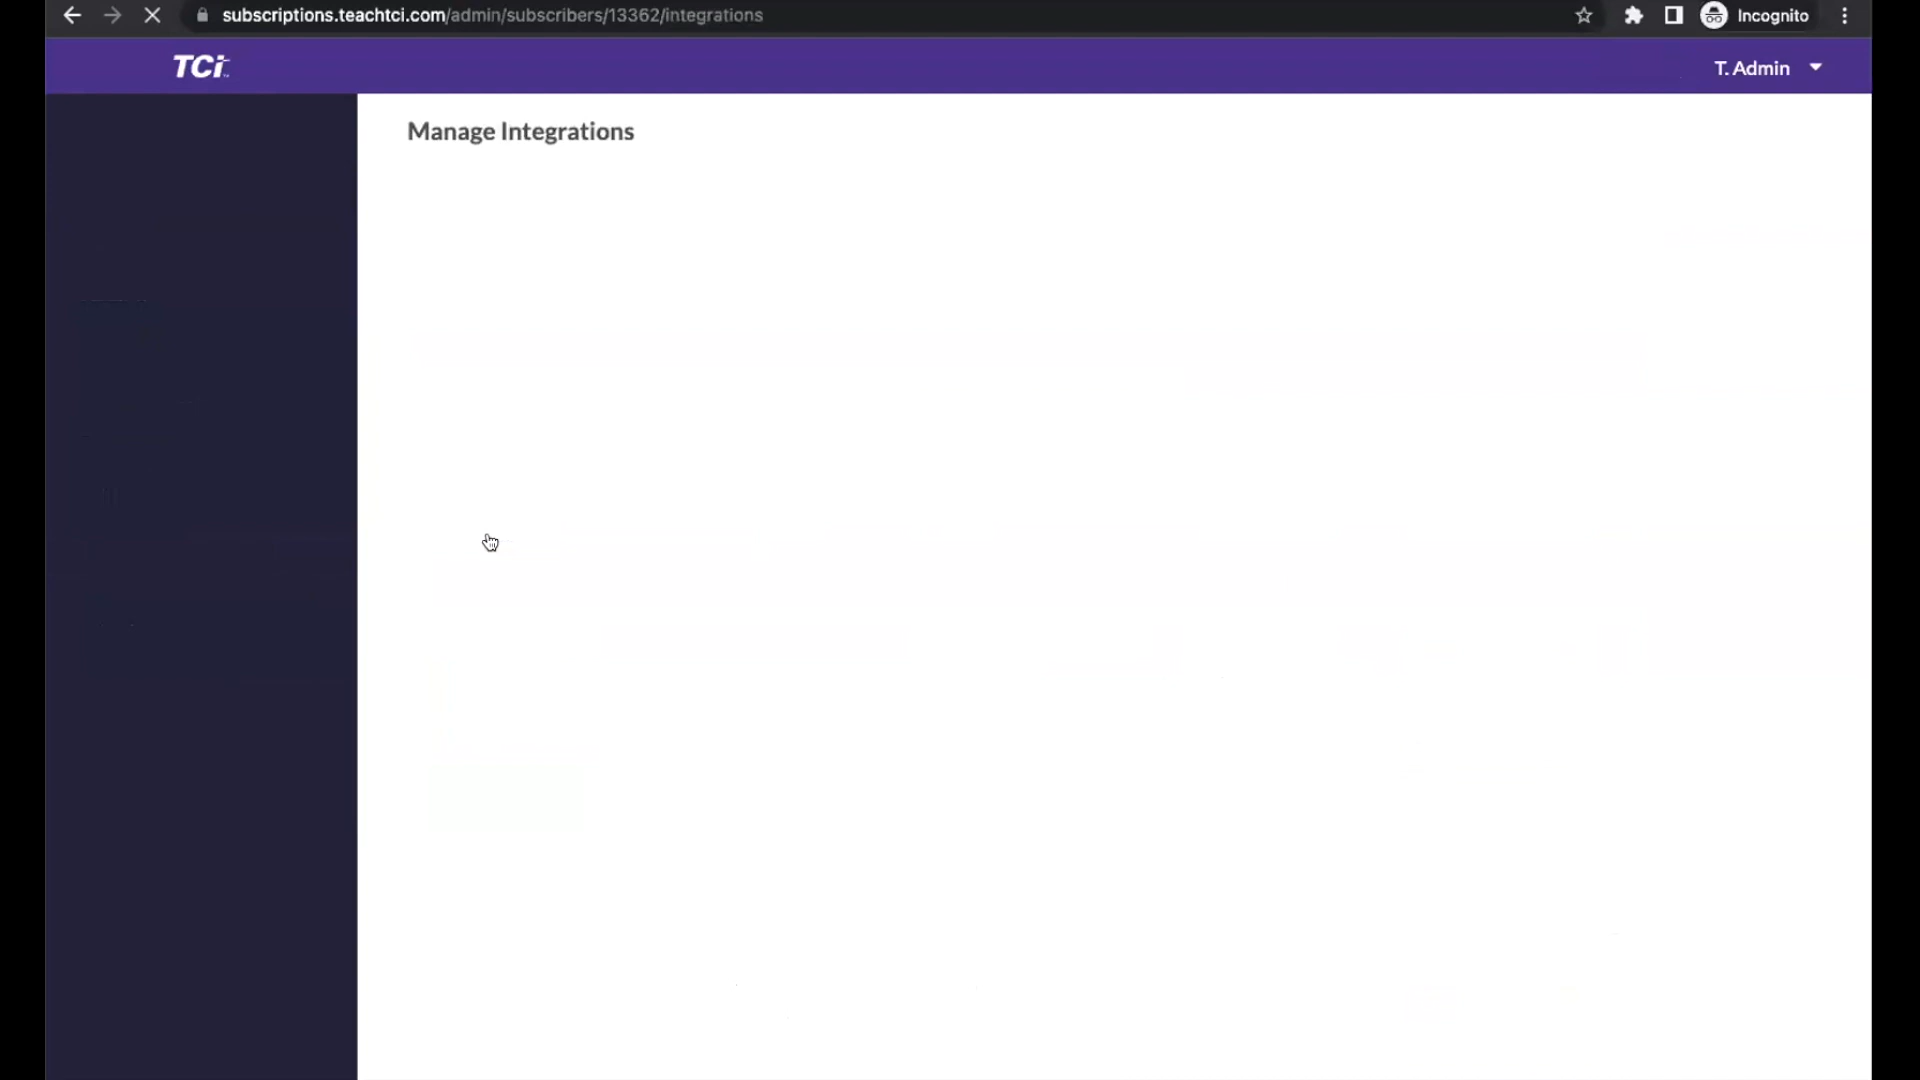 subscriptions.teachtci.com/admin/subscribers/13362/integrations
Incognito
TCi
T. Admin
Manage Integrations